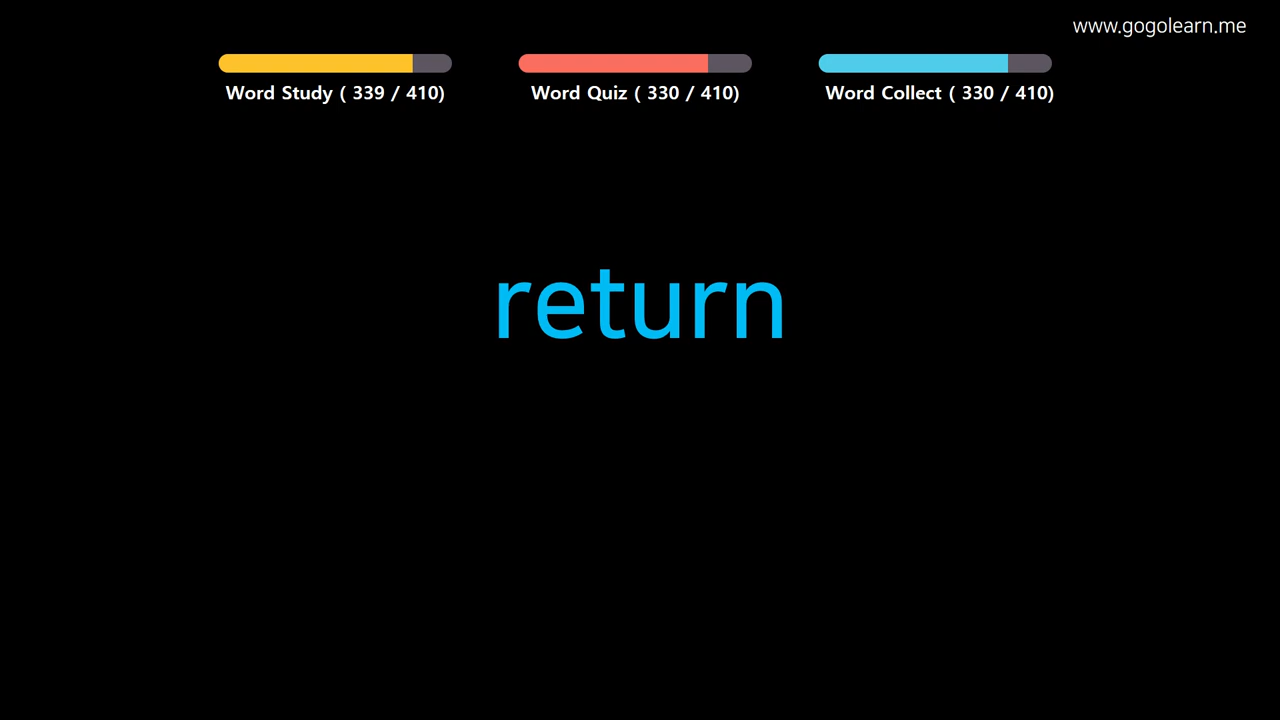 www.gogolearn.me
Word Study ( 339 / 410)
Word Quiz ( 330 / 410)
Word Collect ( 330 / 410)
return